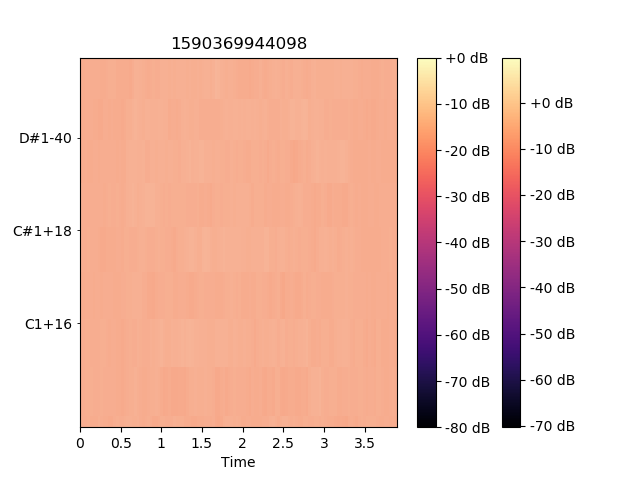 1590369944098
D#1-40
C#1+18
C1+16
0 0.5 1 1.5 2 2.5 3 3.5
Time
+0 dB
-10 dB
-20 dB
-30 dB
-40 dB
-50 dB
-60 dB
-70 dB
-80 dB
+0 dB
-10 dB
-20 dB
-30 dB
-40 dB
-50 dB
-60 dB
-70 dB